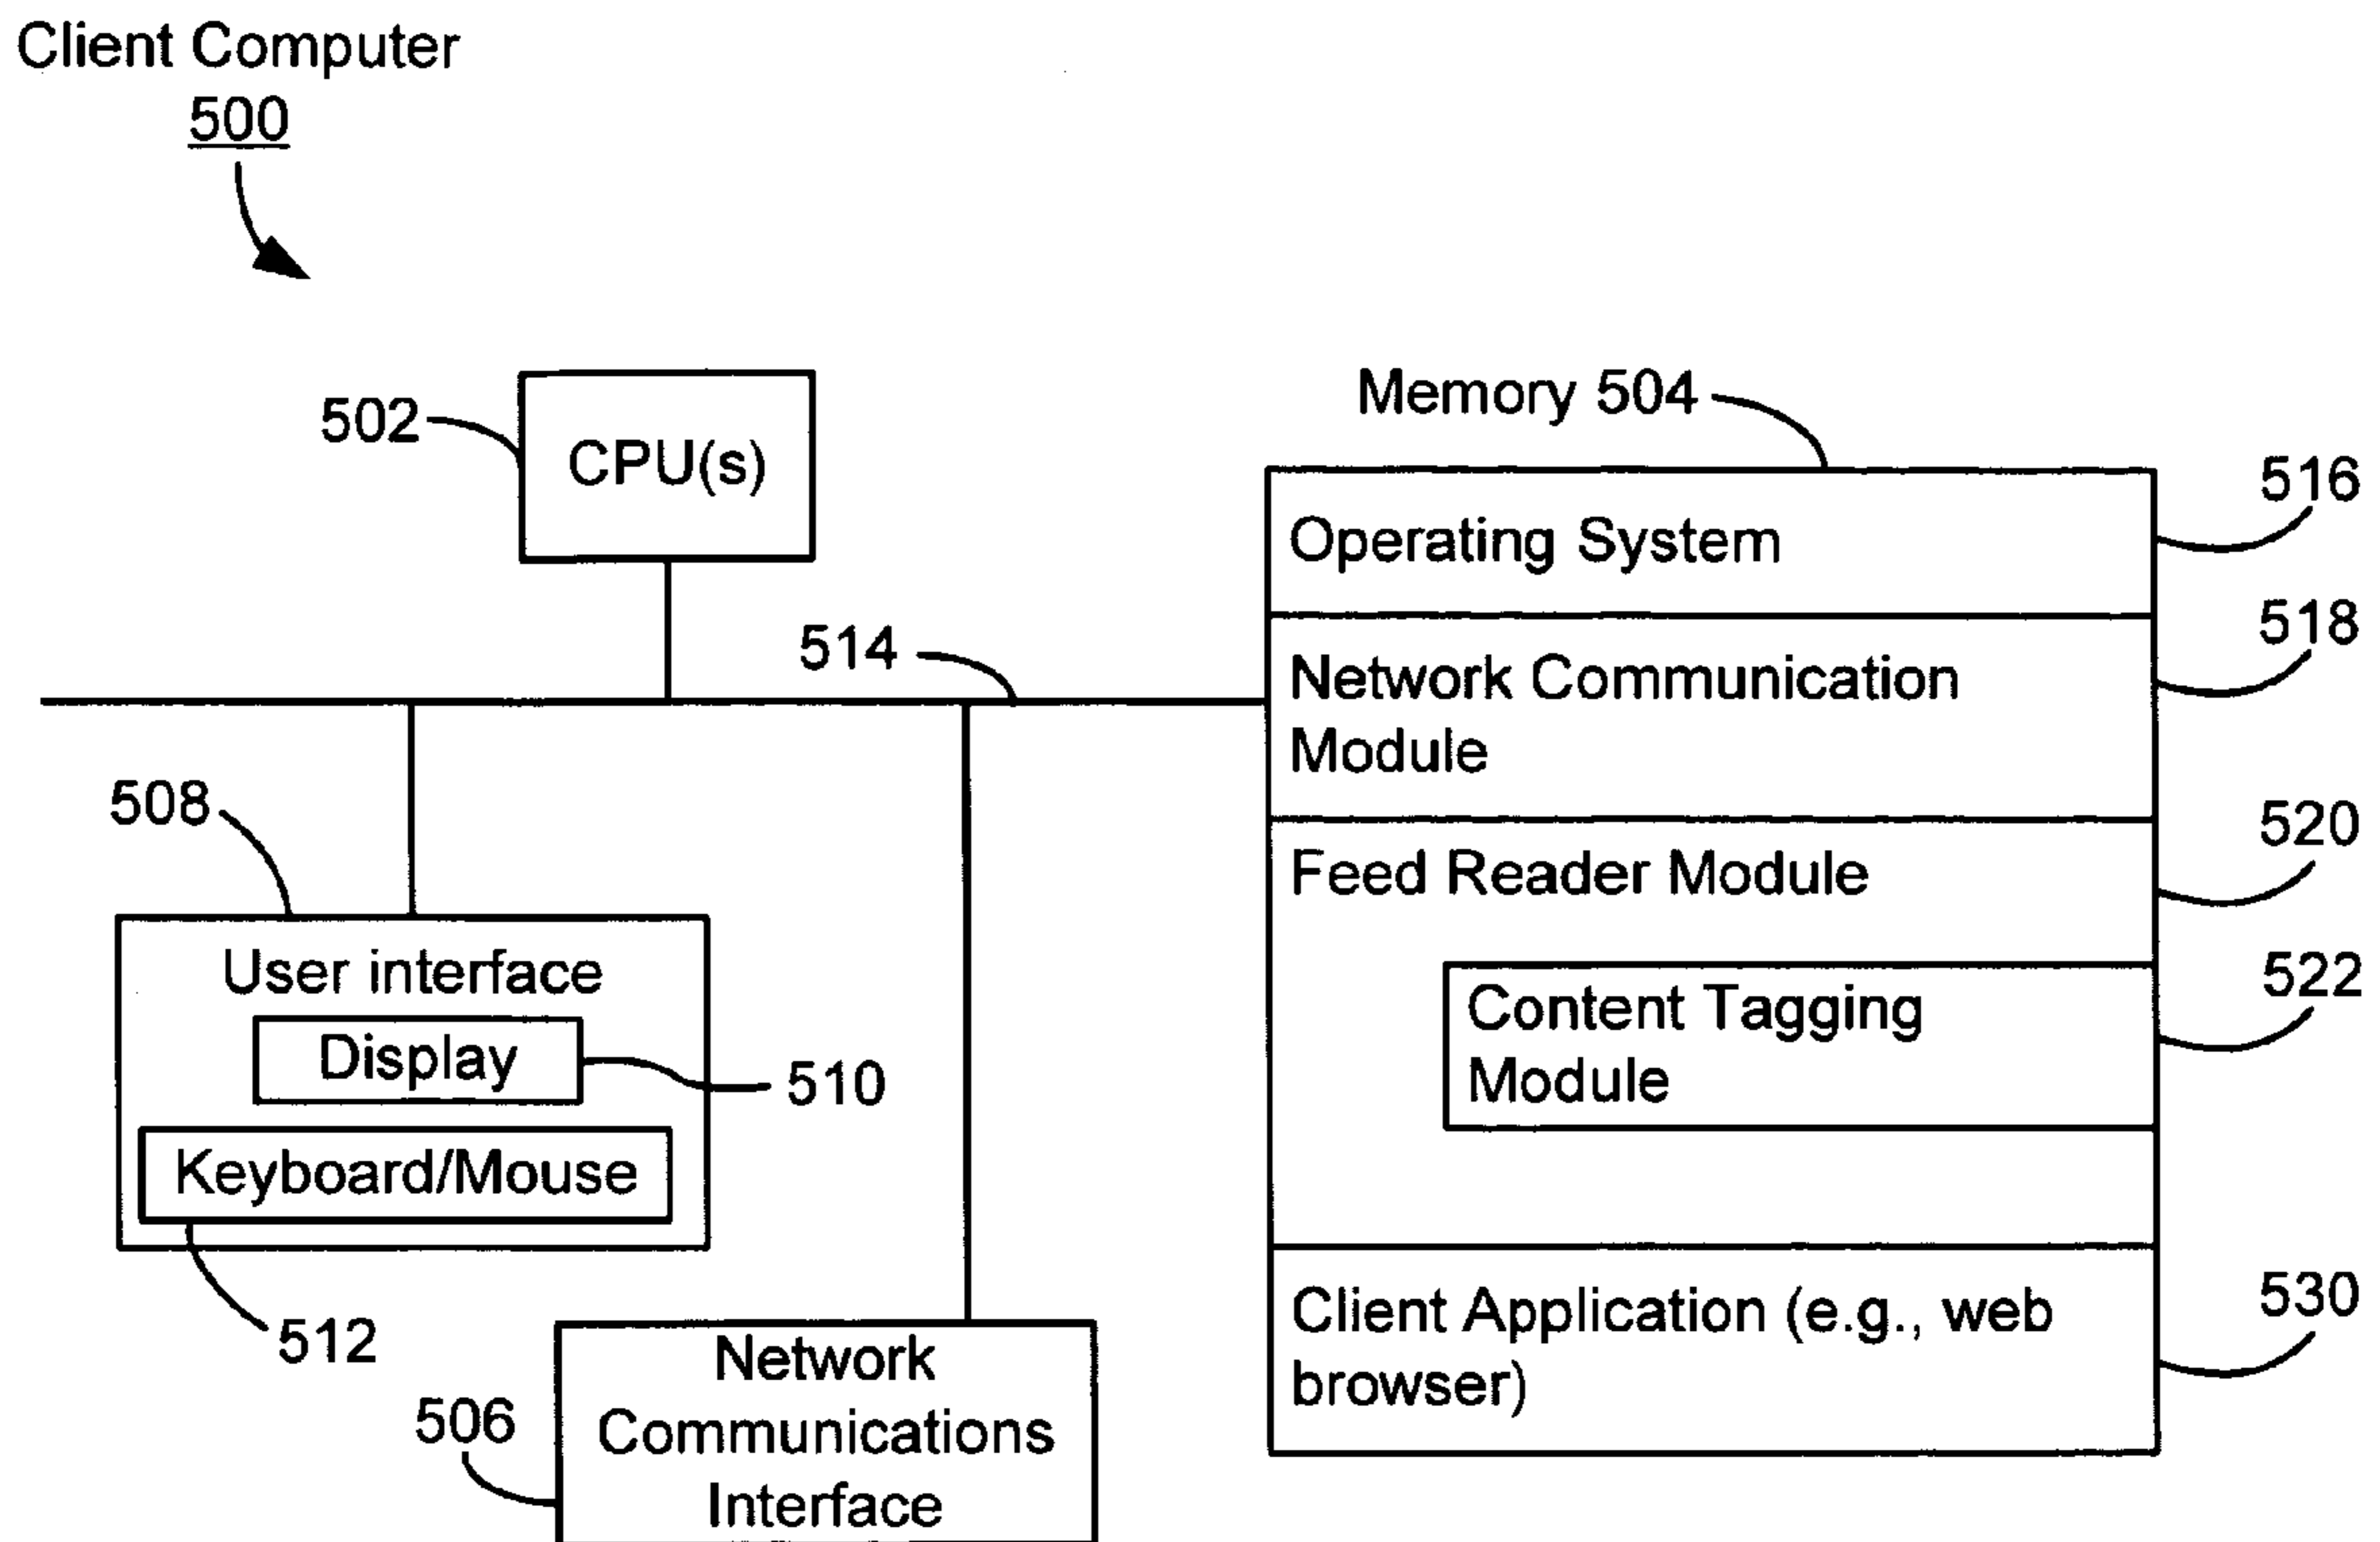 Client Computer
500
502
CPU(s)
Memory 504
Operating System
516
514
Network Communication
Module
518
508
User interface
Display
510
Keyboard/Mouse
512
Feed Reader Module
520
Content Tagging
Module
522
506
Network
Communications
Interface
Client Application (e.g., web
browser)
530